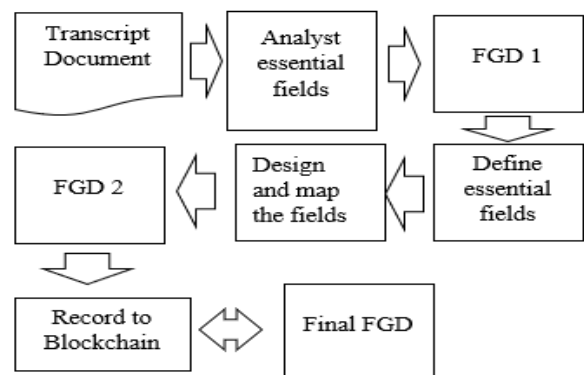 Transcript
Document
Analyst
essential
fields
FGD 1
Define
essential
fields
Design
and map
the fields
FGD 2
Record to
Blockchain
Final FGD